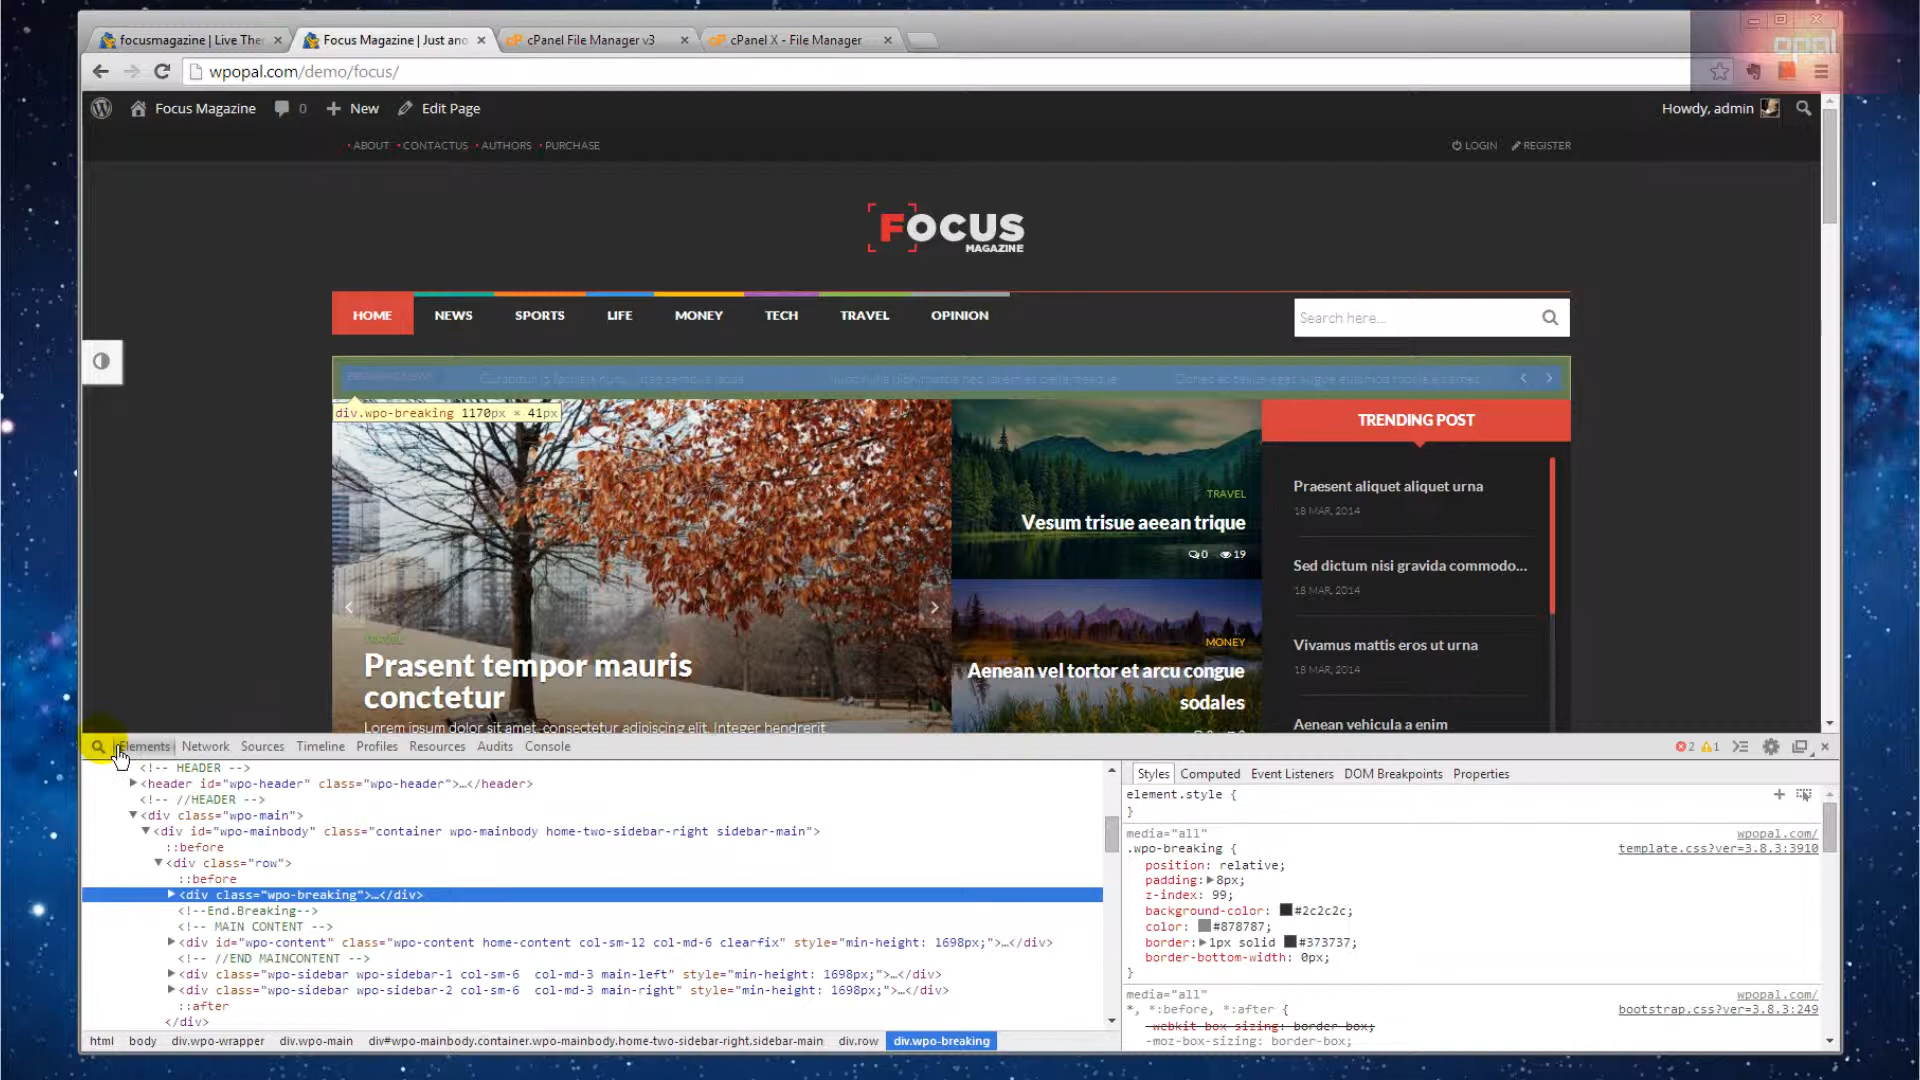 opal
focusmagazine | Live The
Focus Magazine | Just ano
cPanel File Manager v3
cPanel X - File Manager
wpopal.com/demo/focus/
Focus Magazine
0
New
Edit Page
Howdy, admin
ABOUT
CONTACTUS
AUTHORS
PURCHASE
LOGIN
REGISTER
FOCUS
MAGAZINE
HOME
NEWS
SPORTS
LIFE
MONEY
TECH
TRAVEL
OPINION
Search here...
div.wpo-breaking 1170px × 41px
TRENDING POST
Praesent aliquet aliquet urna
18 MAR, 2014
Sed dictum nisi gravida commodo...
18 MAR, 2014
Vivamus mattis eros ut urna
18 MAR, 2014
Aenean vehicula a enim
TRAVEL
Vesum trisue aeean trique
0 19
MONEY
Aenean vel tortor et arcu congue
sodales
Prasent tempor mauris
conctetur
Lorem ipsum dolor sit amet, consectetur adipiscing elit. Integer hendrerit
Elements Network Sources Timeline Profiles Resources Audits Console
2 1
<!-- HEADER -->
<header id="wpo-header" class="wpo-header">…</header>
<!-- //HEADER -->
<div class="wpo-main">
<div id="wpo-mainbody" class="container wpo-mainbody home-two-sidebar-right sidebar-main">
::before
<div class="row">
::before
<div class="wpo-breaking">…</div>
<!--End.Breaking-->
<!-- MAIN CONTENT -->
<div id="wpo-content" class="wpo-content home-content col-sm-12 col-md-6 clearfix" style="min-height: 1698px;">…</div>
<!-- //END MAINCONTENT -->
<div class="wpo-sidebar wpo-sidebar-1 col-sm-6 col-md-3 main-left" style="min-height: 1698px;">…</div>
<div class="wpo-sidebar wpo-sidebar-2 col-sm-6 col-md-3 main-right" style="min-height: 1698px;">…</div>
::after
</div>
html body div.wpo-wrapper div.wpo-main div#wpo-mainbody.container.wpo-mainbody.home-two-sidebar-right.sidebar-main div.row div.wpo-breaking
Styles Computed Event Listeners DOM Breakpoints Properties
element.style {
}
media="all" wpopal.com/
.wpo-breaking { template.css?ver=3.8.3:3910
position: relative;
padding: 8px;
z-index: 99;
background-color: #2c2c2c;
color: #878787;
border: 1px solid #373737;
border-bottom-width: 0px;
}
media="all" wpopal.com/
*, *:before, *:after { bootstrap.css?ver=3.8.3:249
-webkit-box-sizing: border-box;
-moz-box-sizing: border-box;